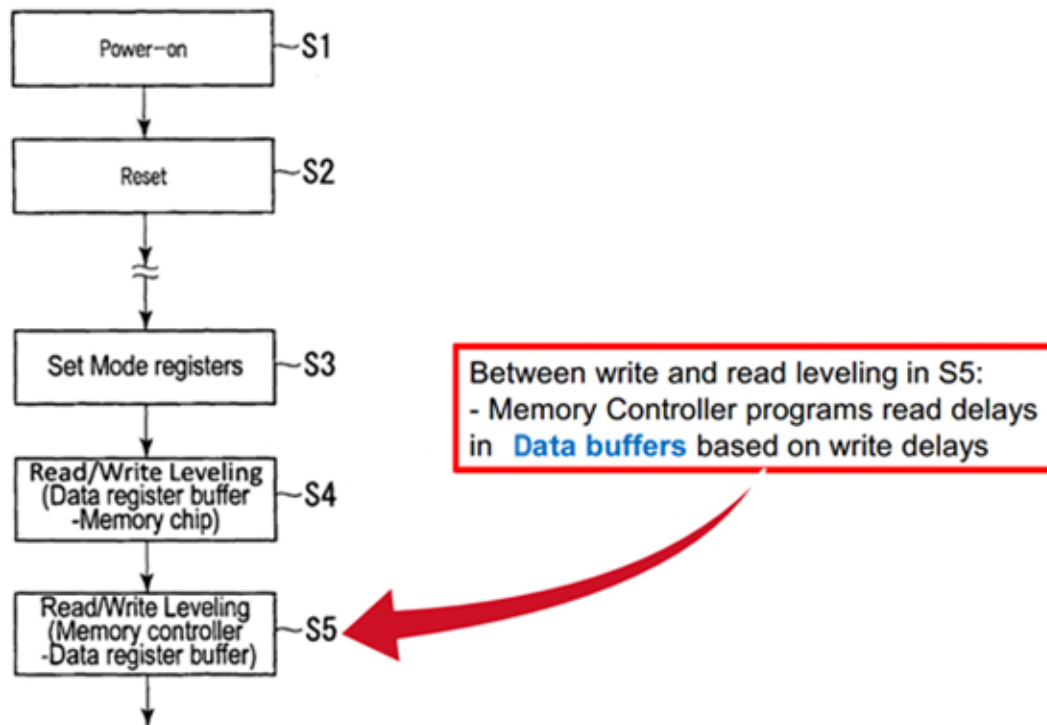 Power-on
~S1
Reset
~S2
Set Mode registers
~S3
Between write and read leveling in S5:
- Memory Controller programs read delays
in Data buffers based on write delays
Read/Write Leveling
(Data register buffer
-Memory chip)
~S4
Read/Write Leveling
(Memory controller
-Data register buffer)
~S5